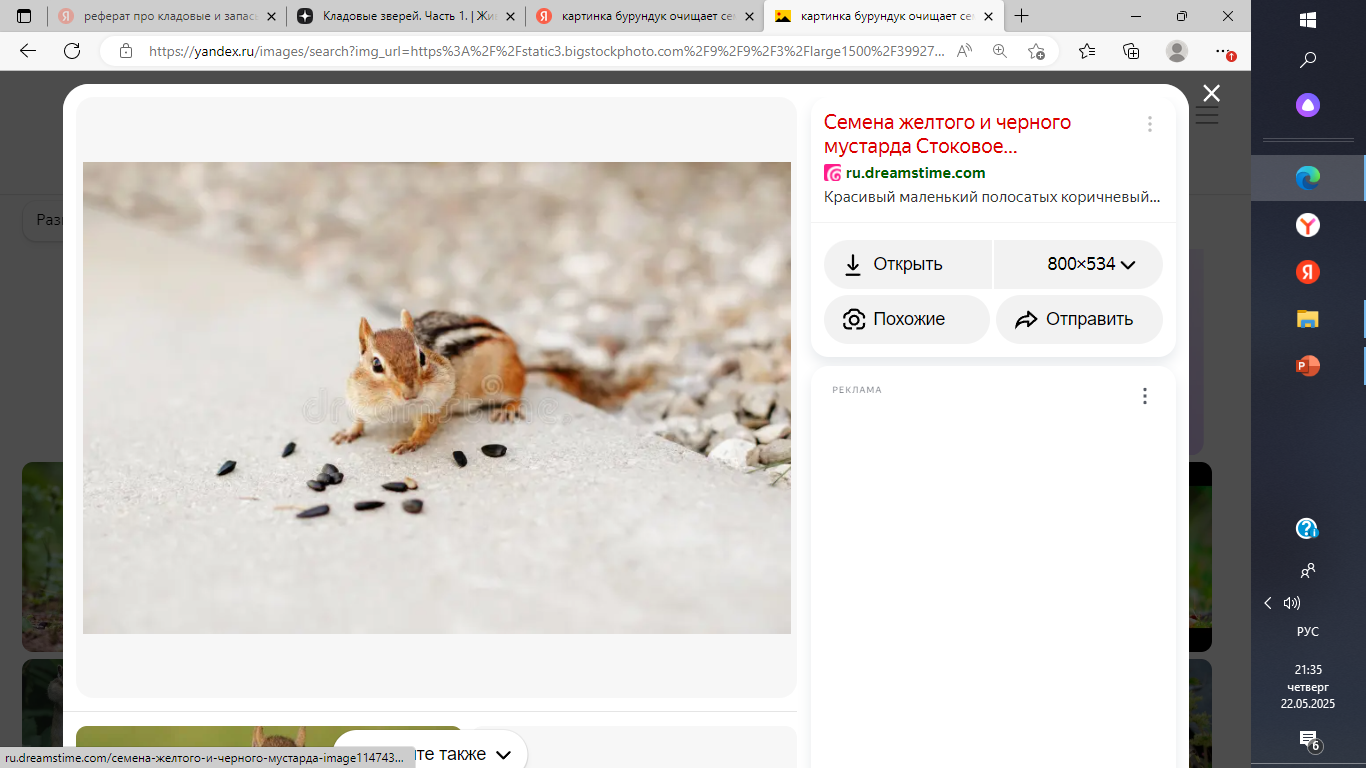 реферат про кладовые и запас
Кладовые зверей. Часть 1. | Жи
картинка бурундук очищает се
картинка бурундук очищает се
https://yandex.ru/images/search?img_url=https%3A%2F%2Fstatic3.bigstockphoto.com%2F9%2F9%2F3%2Flarge1500%2F39927...
Семена желтого и черного
мустарда Стоковое...
ru.dreamstime.com
Красивый маленький полосатых коричневый...
Открыть
800×534
Похожие
Отправить
РЕКЛАМА
dreamstime
Раз
те также
ru.dreamstime.com/семена-желтого-и-черного-мустарда-image114743...
РУС
21:35
четверг
22.05.2025
6